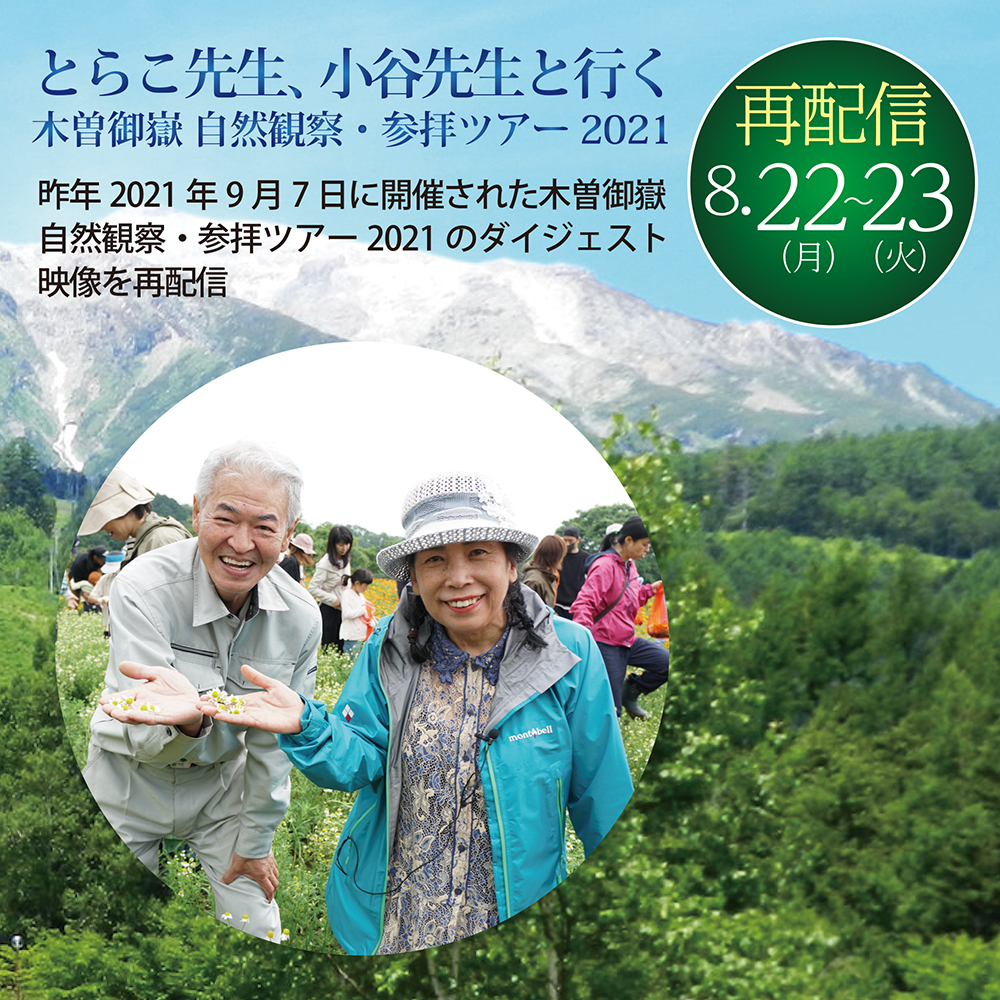 とらこ先生、小谷先生と行く
木曽御嶽 自然観察・参拝ツアー 2021
昨年 2021 年 9 月 7 日に開催された木曽御嶽
自然観察・参拝ツアー 2021 のダイジェスト
映像を再配信
再配信
8.22～23
（月） （火）
mont-bell